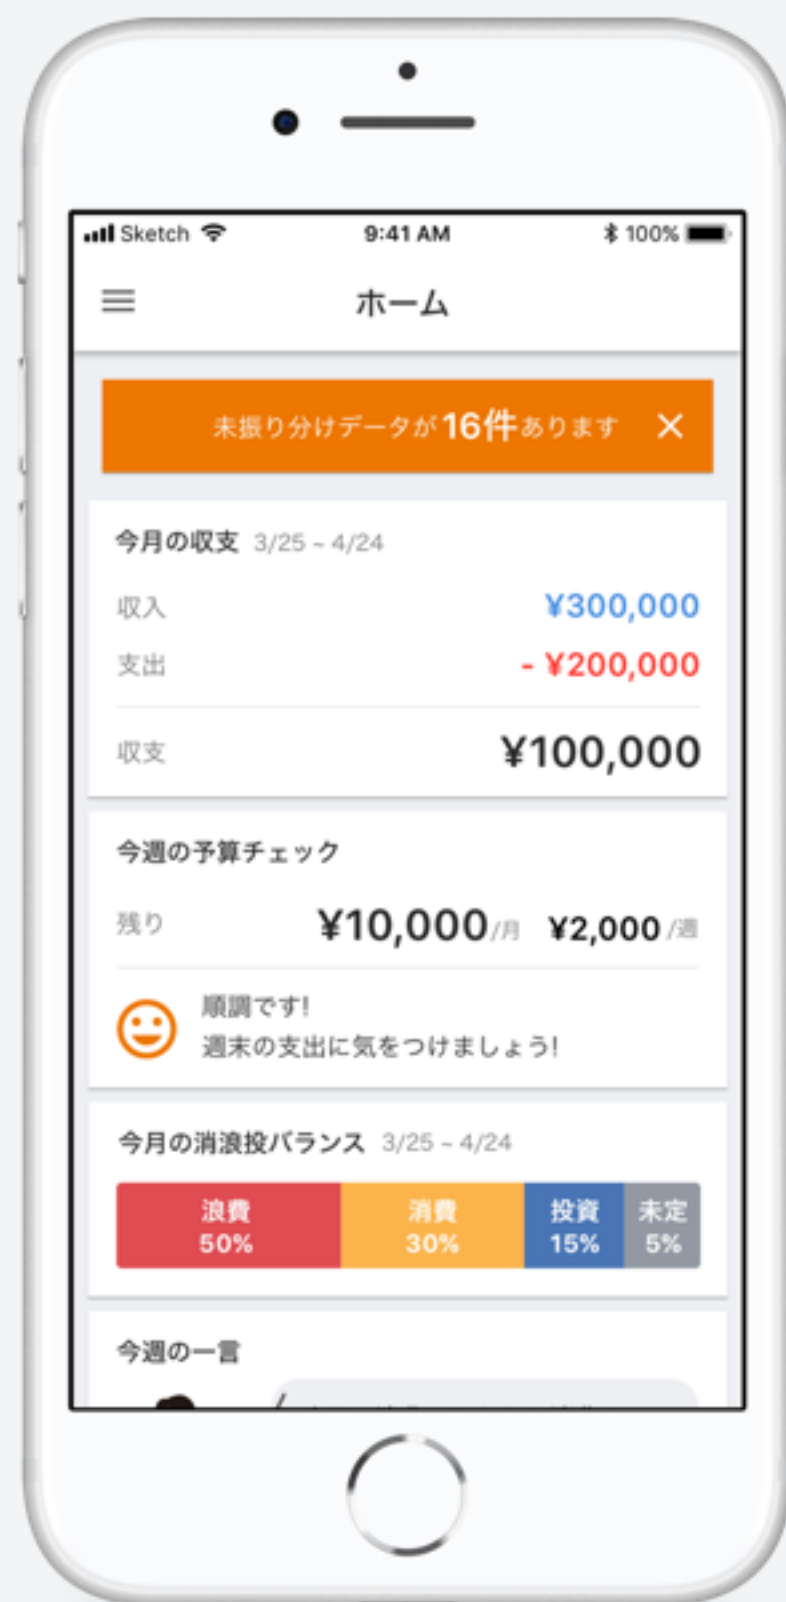 Sketch 9:41 AM 100%
ホーム
未振り分けデータが16件あります
今月の収支 3/25 ~ 4/24
収入 ¥300,000
支出 - ¥200,000
収支 ¥100,000
今週の予算チェック
残り ¥10,000/月 ¥2,000/週
順調です!
週末の支出に気をつけましょう!
今月の消浪投バランス 3/25 ~ 4/24
浪費 消費 投資 未定
50% 30% 15% 5%
今週の一言